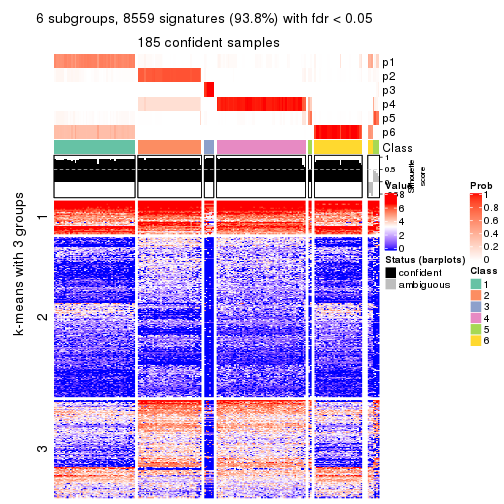 6 subgroups, 8559 signatures (93.8%) with fdr < 0.05
185 confident samples
p1
p2
p3
p4
p5
p6
Class
1
0.5
0
Silhouette
score
k-means with 3 groups
1
2
3
Value
8
6
4
2
0
Status (barplots)
confident
ambiguous
Prob
1
0.8
0.6
0.4
0.2
0
Class
1
2
3
4
5
6